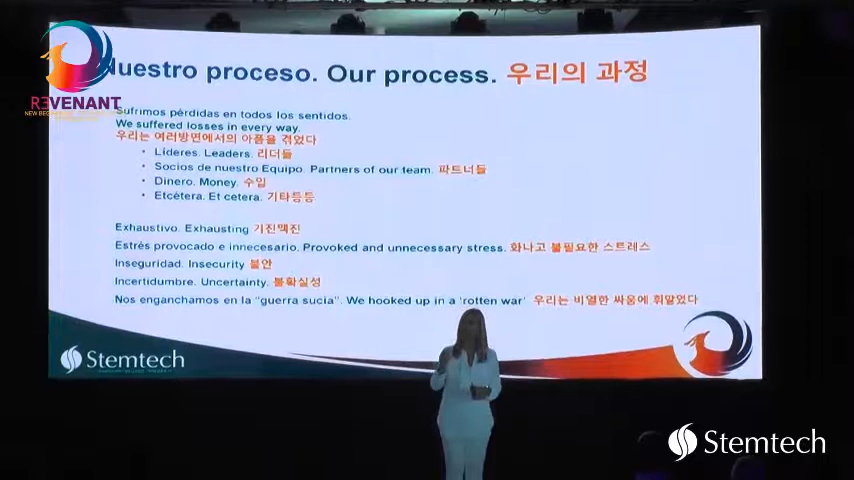 Nuestro proceso. Our process. 우리의 과정
REVENANT
Sufrimos pérdidas en todos los sentidos.
We suffered losses in every way.
우리는 여러방면에서의 아픔을 겪었다
• Líderes. Leaders. 리더들
• Socios de nuestro Equipo. Partners of our team. 파트너들
• Dinero. Money. 수입
• Etcétera. Et cetera. 기타등등
Exhaustivo. Exhausting 기진맥진
Estrés provocado e innecesario. Provoked and unnecessary stress. 화나고 불필요한 스트레스
Inseguridad. Insecurity 불안
Incertidumbre. Uncertainty. 불확실성
Nos enganchamos en la "guerra sucia". We hooked up in a 'rotten war' 우리는 비열한 싸움에 휘말었다
Stemtech
Stemtech